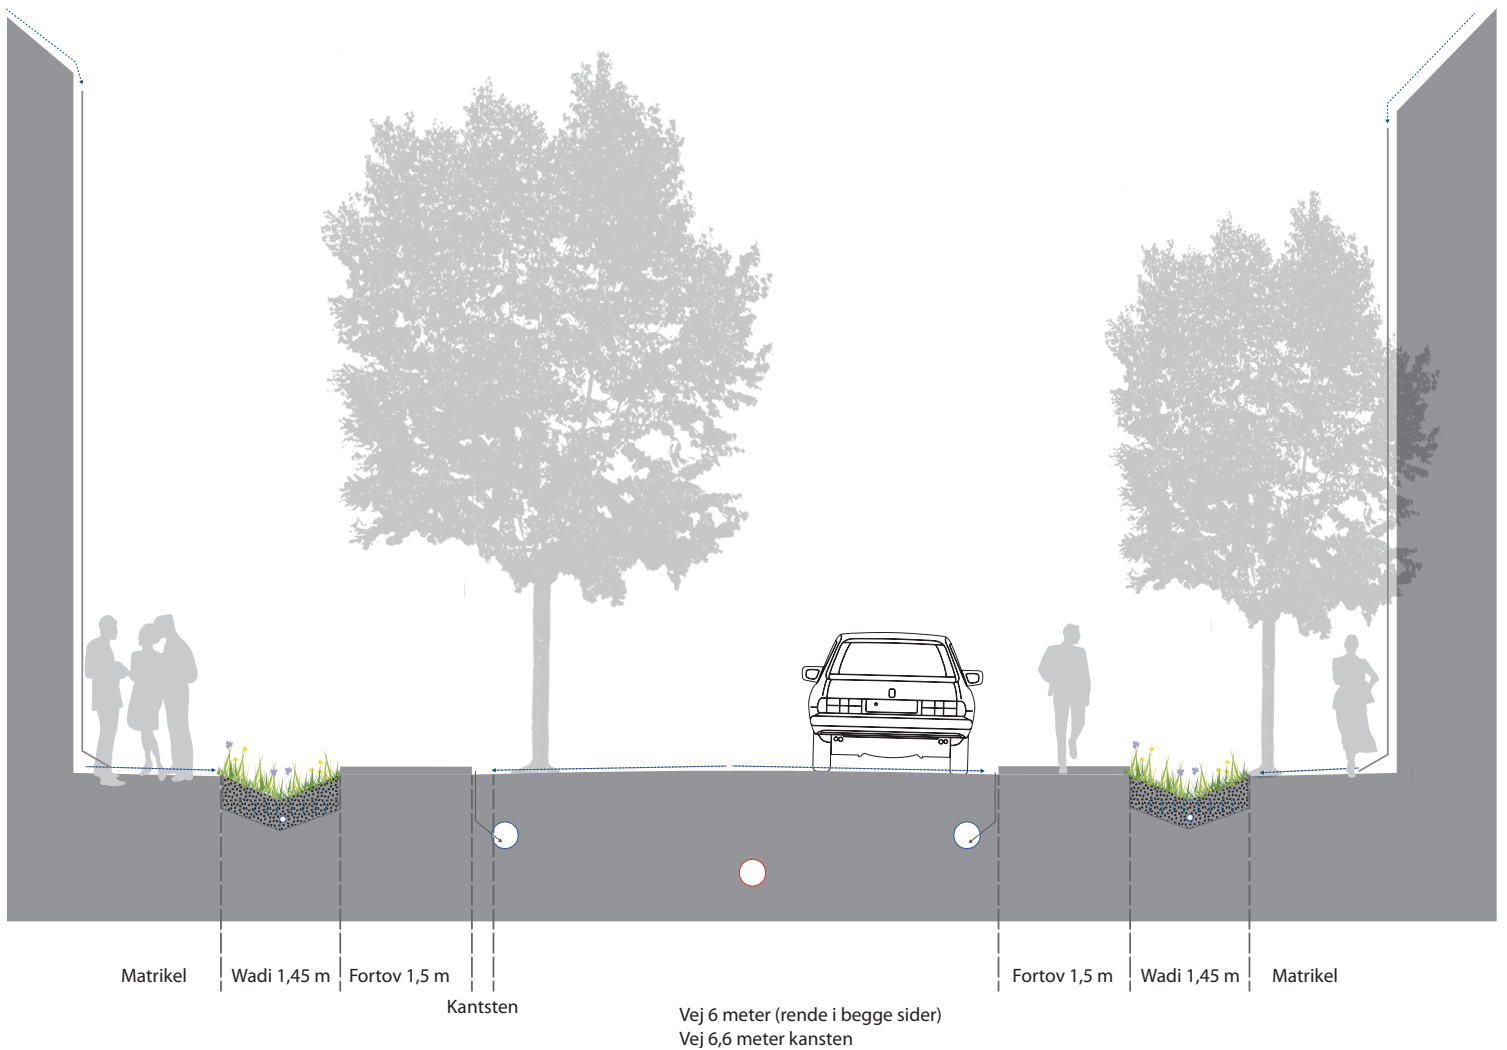 Matrikel
Wadi 1,45 m
Fortov 1,5 m
Kantsten
Fortov 1,5 m
Wadi 1,45 m
Matrikel
Vej 6 meter (rende i begge sider)
Vej 6,6 meter kansten